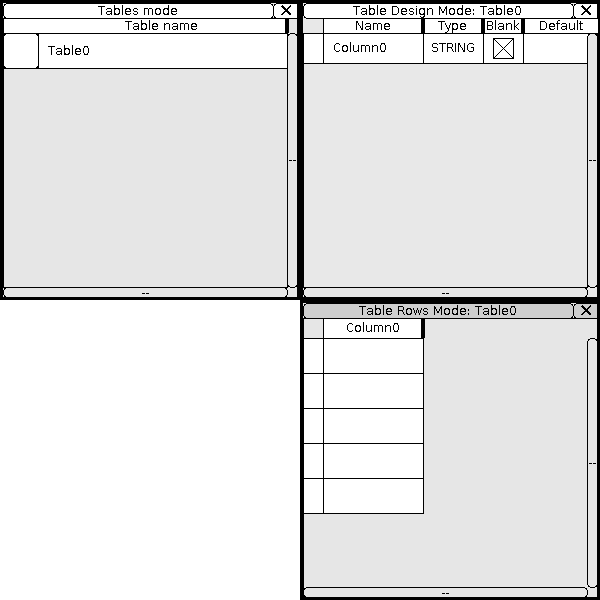 Tables mode
Table name
Table0
Table Design Mode: Table0
Name Type Blank Default
Column0 STRING
Table Rows Mode: Table0
Column0